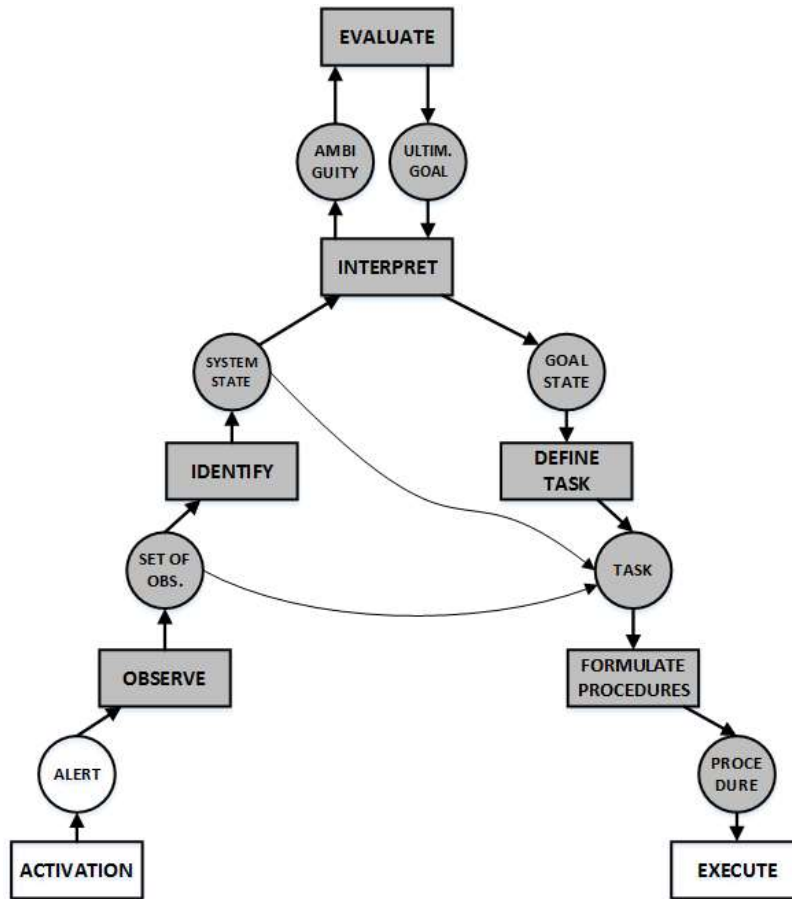 EVALUATE
AMBI
GUITY
ULTIM.
GOAL
INTERPRET
SYSTEM
STATE
GOAL
STATE
IDENTIFY
DEFINE
TASK
SET OF
OBS.
TASK
OBSERVE
FORMULATE
PROCEDURES
ALERT
PROCE
DURE
ACTIVATION
EXECUTE